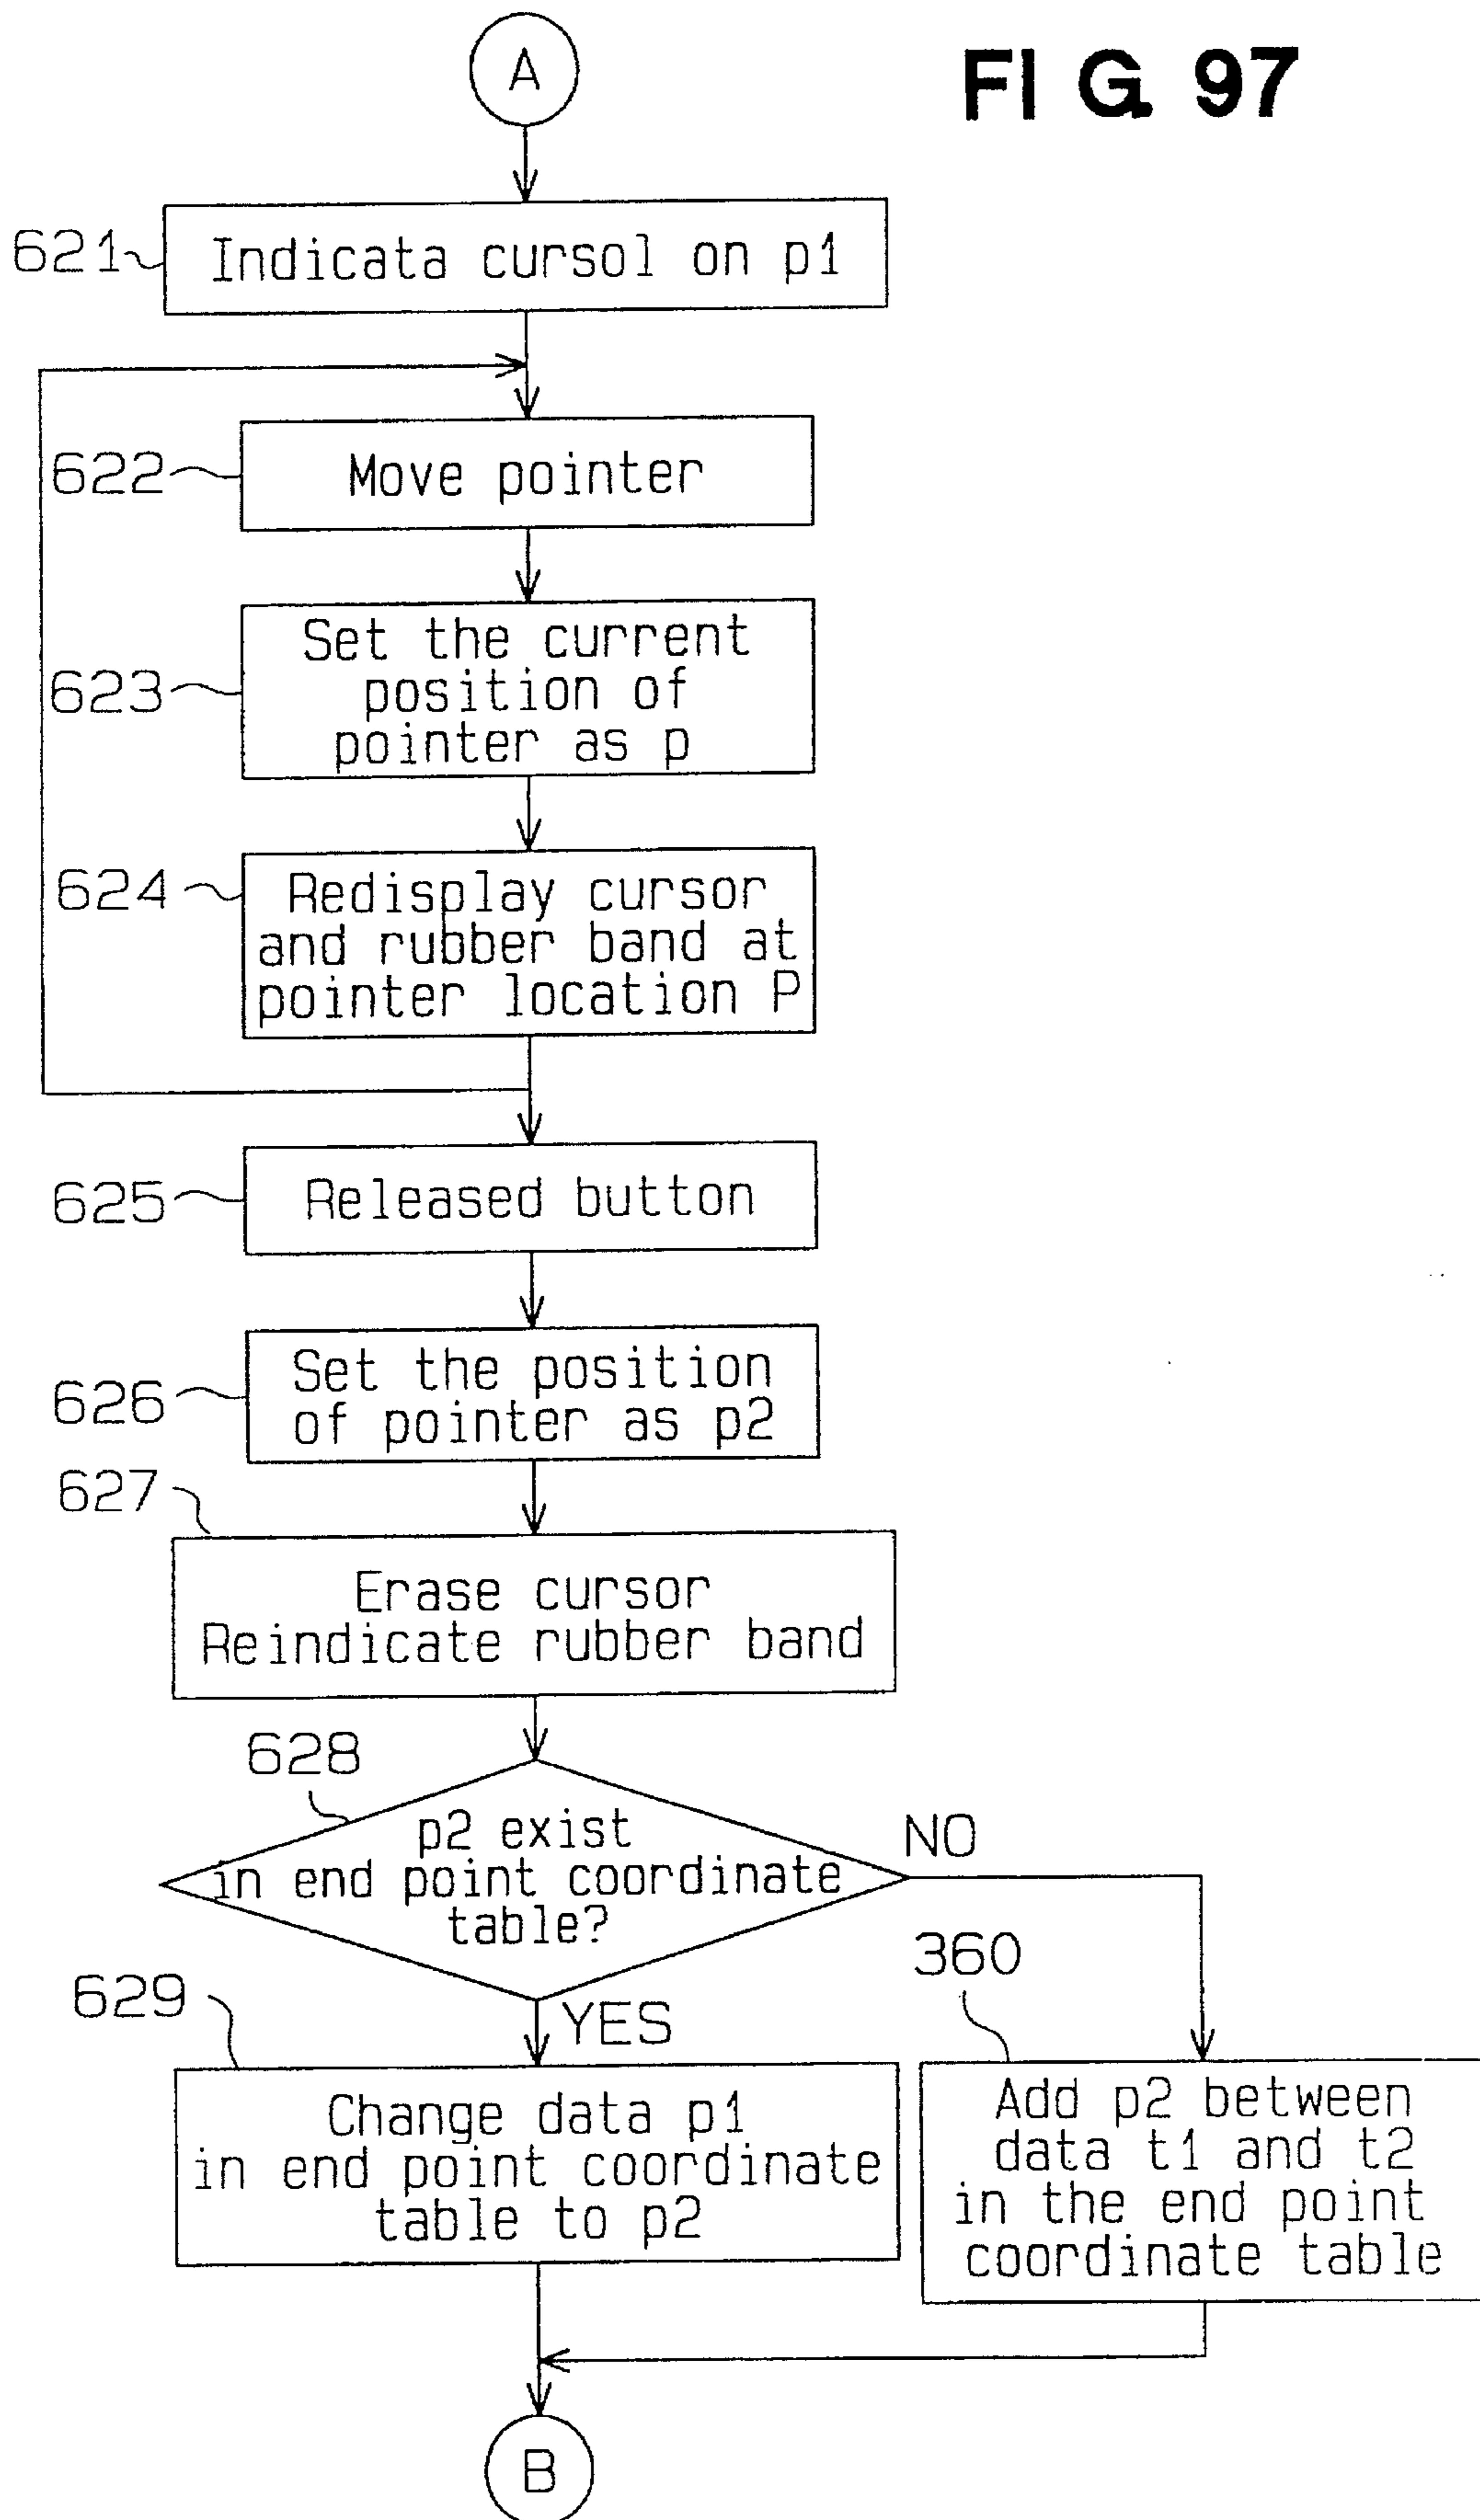 A
FIG. 97
621
Indicata cursol on p1
622
Move pointer
623
Set the current
position of
pointer as p
624
Redisplay cursor
and rubber band at
pointer location P
625
Released button
626
Set the position
of pointer as p2
627
Erase cursor
Reindicate rubber band
628
p2 exist
in end point coordinate
table?
NO
YES
629
Change data p1
in end point coordinate
table to p2
360
Add p2 between
data t1 and t2
in the end point
coordinate table
B